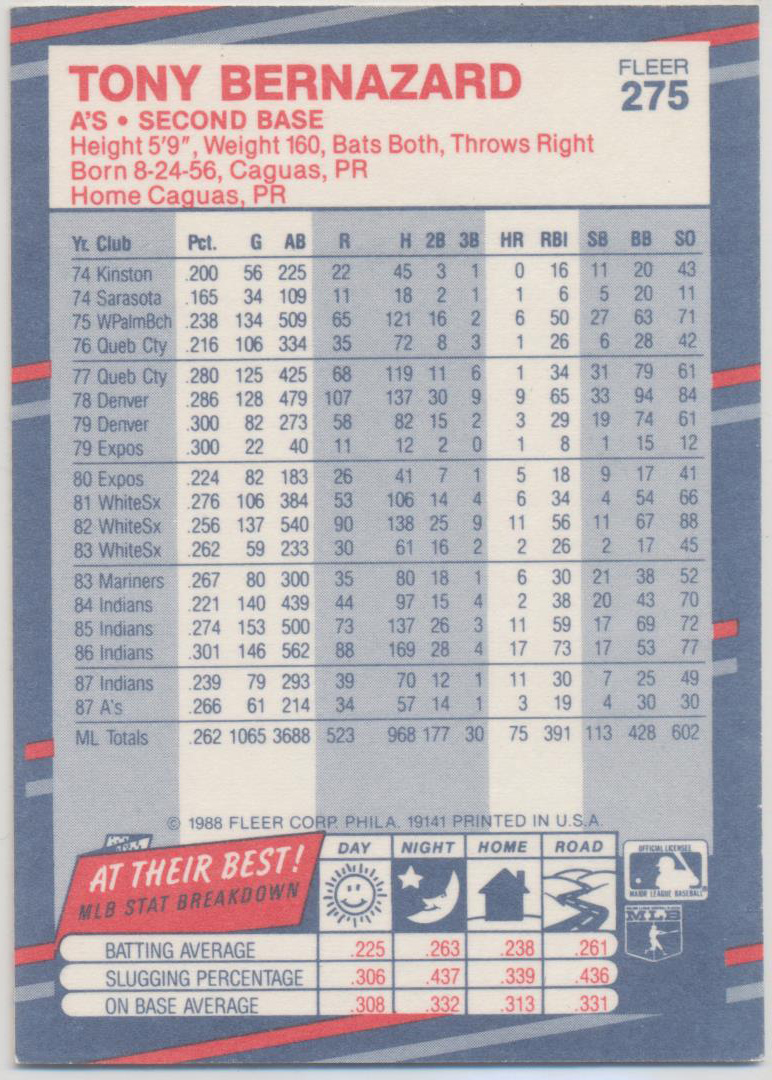 TONY BERNAZARD
FLEER
275
A'S • SECOND BASE
Height 5'9", Weight 160, Bats Both, Throws Right
Born 8-24-56, Caguas, PR
Home Caguas, PR
Yr. Club Pct. G AB R H 2B 3B HR RBI SB BB SO
74 Kinston .200 56 225 22 45 3 1 0 16 11 20 43
74 Sarasota .165 34 109 11 18 2 1 1 6 5 20 11
75 WPalmBch .238 134 509 65 121 16 2 6 50 27 63 71
76 Queb Cty .216 106 334 35 72 8 3 1 26 6 28 42
77 Queb Cty .280 125 425 68 119 11 6 1 34 31 79 61
78 Denver .286 128 479 107 137 30 9 9 65 33 94 84
79 Denver .300 82 273 58 82 15 2 3 29 19 74 61
79 Expos .300 22 40 11 12 2 0 1 8 1 15 12
80 Expos .224 82 183 26 41 7 1 5 18 9 17 41
81 WhiteSx .276 106 384 53 106 14 4 6 34 4 54 66
82 WhiteSx .256 137 540 90 138 25 9 11 56 11 67 88
83 WhiteSx .262 59 233 30 61 16 2 2 26 2 17 45
83 Mariners .267 80 300 35 80 18 1 6 30 21 38 52
84 Indians .221 140 439 44 97 15 4 2 38 20 43 70
85 Indians .274 153 500 73 137 26 3 11 59 17 69 72
86 Indians .301 146 562 88 169 28 4 17 73 17 53 77
87 Indians .239 79 293 39 70 12 1 11 30 7 25 49
87 A's .266 61 214 34 57 14 1 3 19 4 30 30
ML Totals .262 1065 3688 523 968 177 30 75 391 113 428 602
© 1988 FLEER CORP. PHILA. 19141 PRINTED IN U.S.A.
AT THEIR BEST!
MLB STAT BREAKDOWN
DAY NIGHT HOME ROAD
OFFICIAL LICENSEE
MAJOR LEAGUE BASEBALL
MLB
BATTING AVERAGE .225 .263 .238 .261
SLUGGING PERCENTAGE .306 .437 .339 .436
ON BASE AVERAGE .308 .332 .313 .331